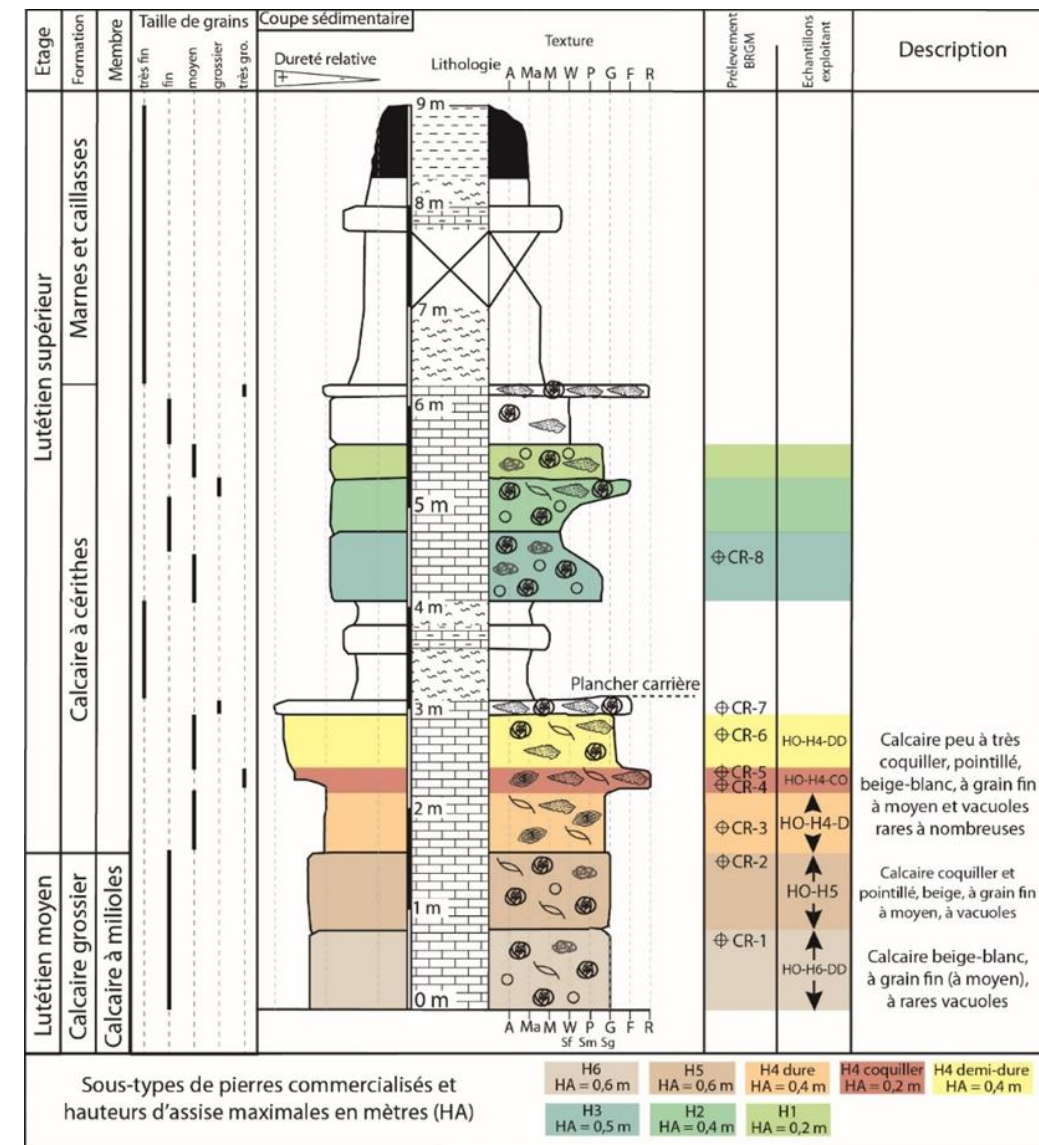 Etage
Formation
Membre
Taille de grains
très fin
fin
moyen
grossier
très gro.
Coupe sédimentaire
Dureté relative
+
-
Lithologie
Texture
A Ma M W P G F R
Prélèvement
BRGM
Echantillons
exploitant
Description
Lutétien supérieur
Lutétien moyen
Marnes et caillasses
Calcaire à cérithes
Calcaire grossier
Calcaire à milioles
9 m
8 m
7 m
6 m
5 m
4 m
Plancher carrière
3 m
2 m
1 m
0 m
A Ma M W P G F R
Sf Sm Sg
CR-8
CR-7
CR-6
CR-5
CR-4
CR-3
CR-2
CR-1
HO-H4-DD
HO-H4-CO
HO-H4-D
HO-H5
HO-H6-DD
Calcaire peu à très
coquiller, pointillé,
beige-blanc, à grain fin
à moyen et vacuoles
rares à nombreuses
Calcaire coquiller et
pointillé, beige, à grain fin
à moyen, à vacuoles
Calcaire beige-blanc,
à grain fin (à moyen),
à rares vacuoles
Sous-types de pierres commercialisés et
hauteurs d'assise maximales en mètres (HA)
H6
HA = 0,6 m
H5
HA = 0,6 m
H4 dure
HA = 0,4 m
H4 coquiller
HA = 0,2 m
H4 demi-dure
HA = 0,4 m
H3
HA = 0,5 m
H2
HA = 0,4 m
H1
HA = 0,2 m